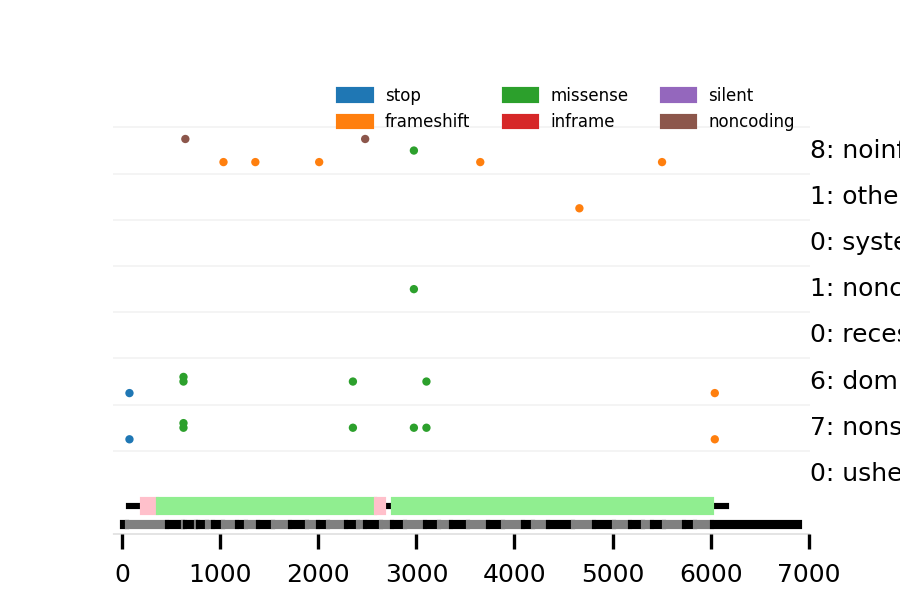 stop missense silent
frameshift inframe noncoding
8: noinf
1: othe
0: syste
1: nonc
0: reces
6: dom
7: nons
0: ushe
0 1000 2000 3000 4000 5000 6000 7000